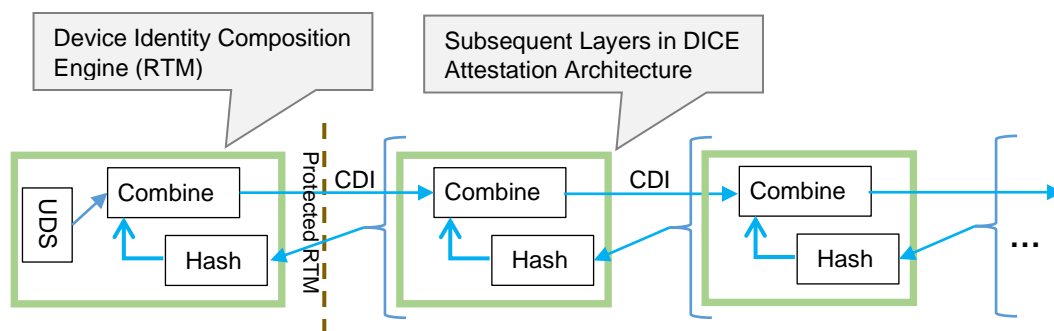 Device Identity Composition
Engine (RTM)
Subsequent Layers in DICE
Attestation Architecture
UDS
Combine
Hash
Protected RTM
CDI
Combine
Hash
CDI
Combine
Hash
...